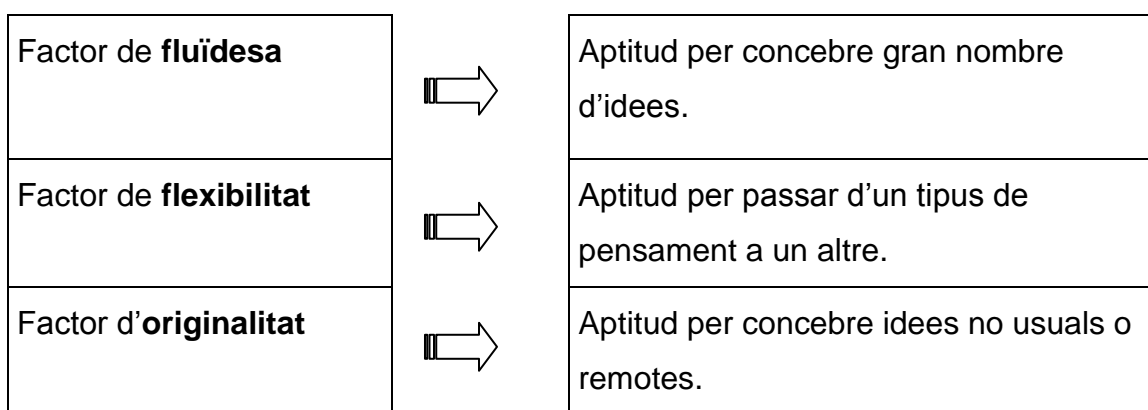 Factor de fluïdesa
Aptitud per concebre gran nombre
d’idees.
Factor de flexibilitat
Aptitud per passar d’un tipus de
pensament a un altre.
Factor d’originalitat
Aptitud per concebre idees no usuals o
remotes.